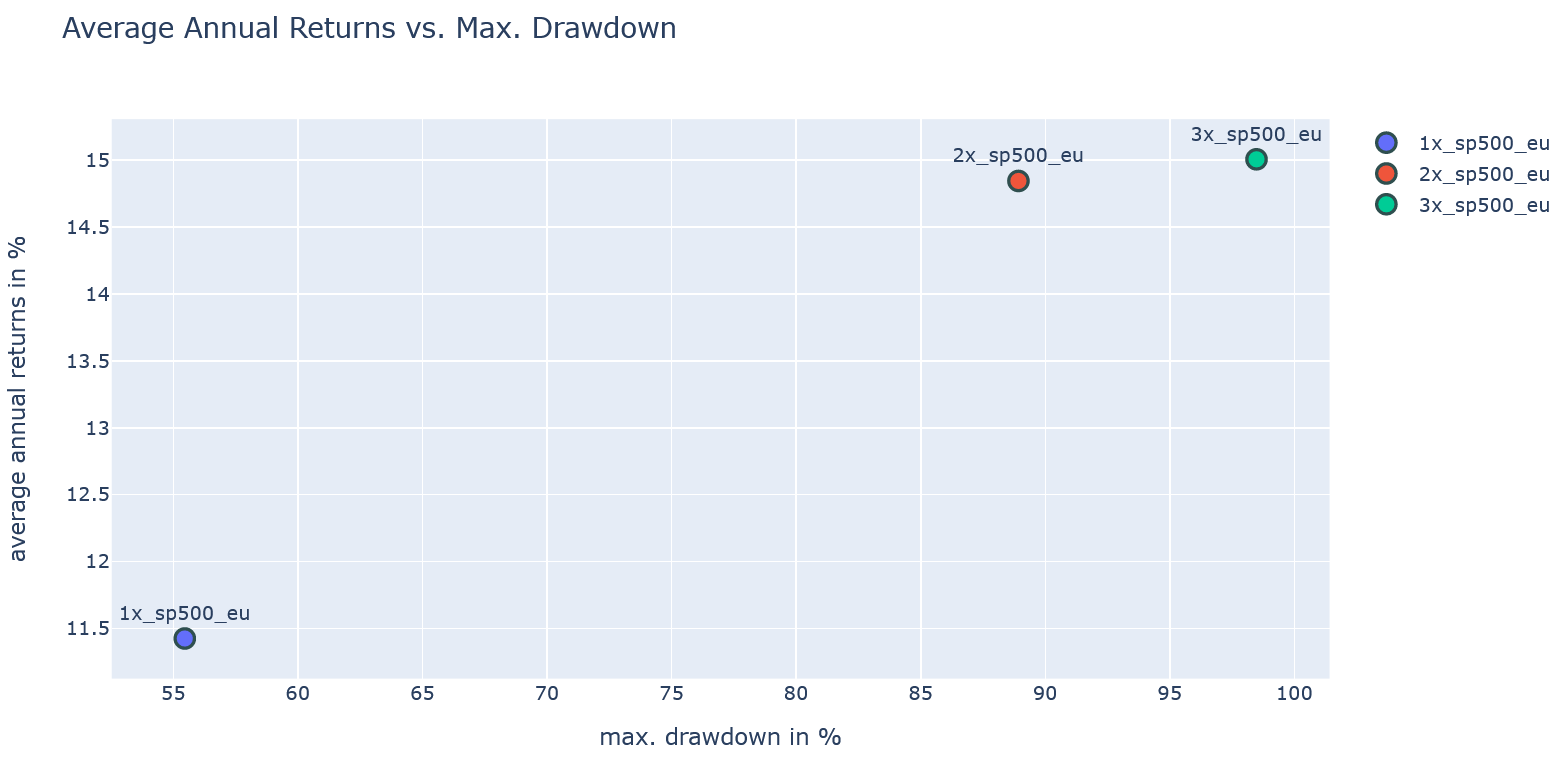 Average Annual Returns vs. Max. Drawdown
3x_sp500_eu
2x_sp500_eu
1x_sp500_eu
15
14.5
14
13.5
13
12.5
12
11.5
average annual returns in %
55 60 65 70 75 80 85 90 95 100
max. drawdown in %
1x_sp500_eu
2x_sp500_eu
3x_sp500_eu